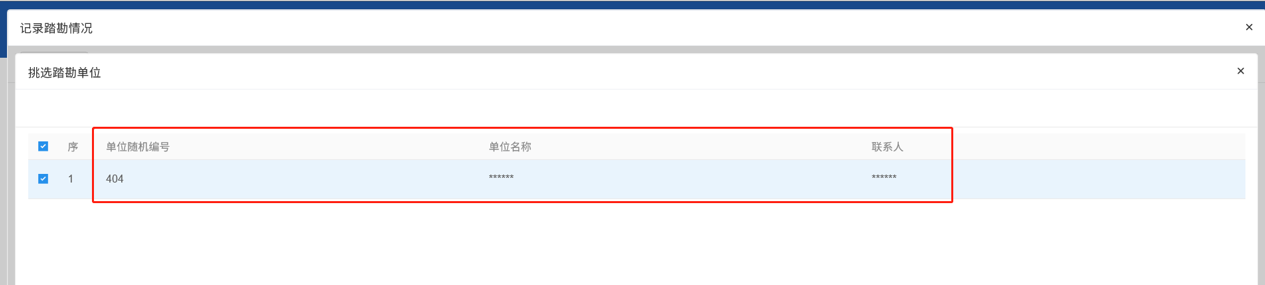 记录踏勘情况 ×
挑选踏勘单位 ×
序 单位随机编号 单位名称 联系人
1 404 ****** ******